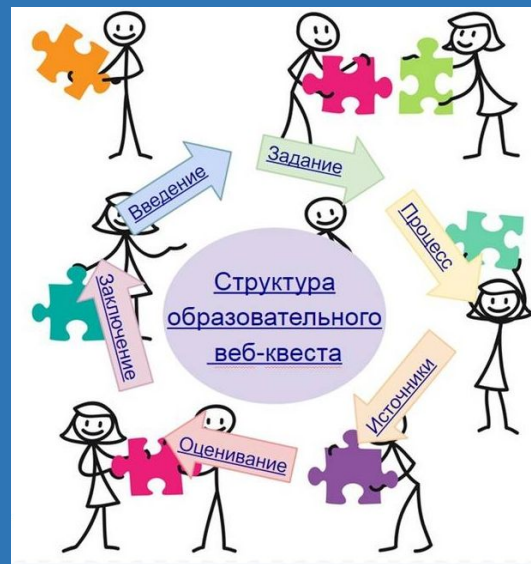 Введение
Задание
Процесс
Источники
Оценивание
Заключение
Структура
образовательного
веб-квеста